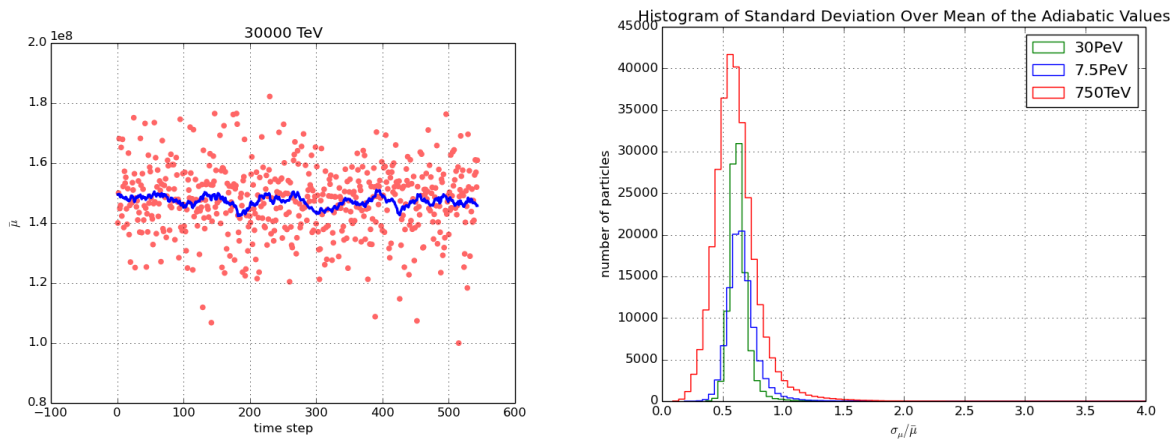 30000 TeV
1e8
2.0
1.8
1.6
1.4
1.2
1.0
0.8
μ̄
−100 0 100 200 300 400 500 600
time step
Histogram of Standard Deviation Over Mean of the Adiabatic Values
45000
40000
35000
30000
25000
20000
15000
10000
5000
0
number of particles
30PeV
7.5PeV
750TeV
0.0 0.5 1.0 1.5 2.0 2.5 3.0 3.5 4.0
σμ/μ̄